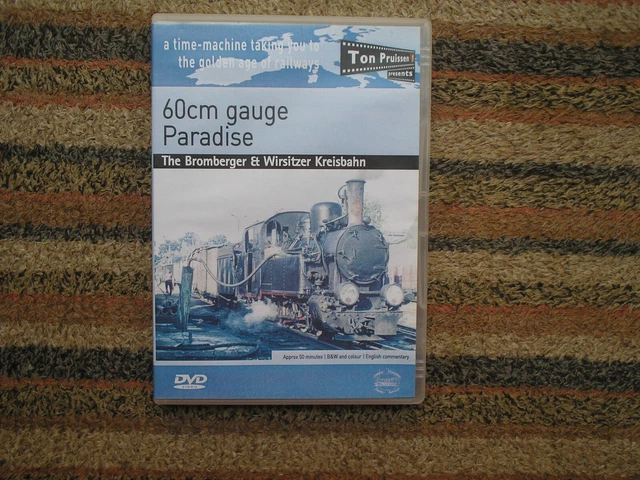 a time-machine taking you to
the golden age of railways
Ton Pruissen
presents
60cm gauge
Paradise
The Bromberger & Wirsitzer Kreisbahn
Approx 50 minutes | B&W and colour | English commentary
DVD
VIDEO